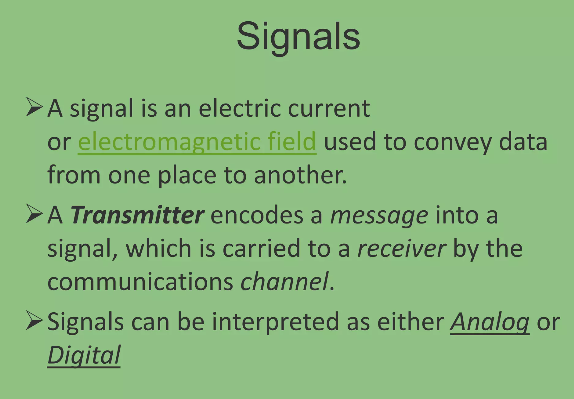 Signals
➢A signal is an electric current
or electromagnetic field used to convey data
from one place to another.
➢A Transmitter encodes a message into a
signal, which is carried to a receiver by the
communications channel.
➢Signals can be interpreted as either Analog or
Digital